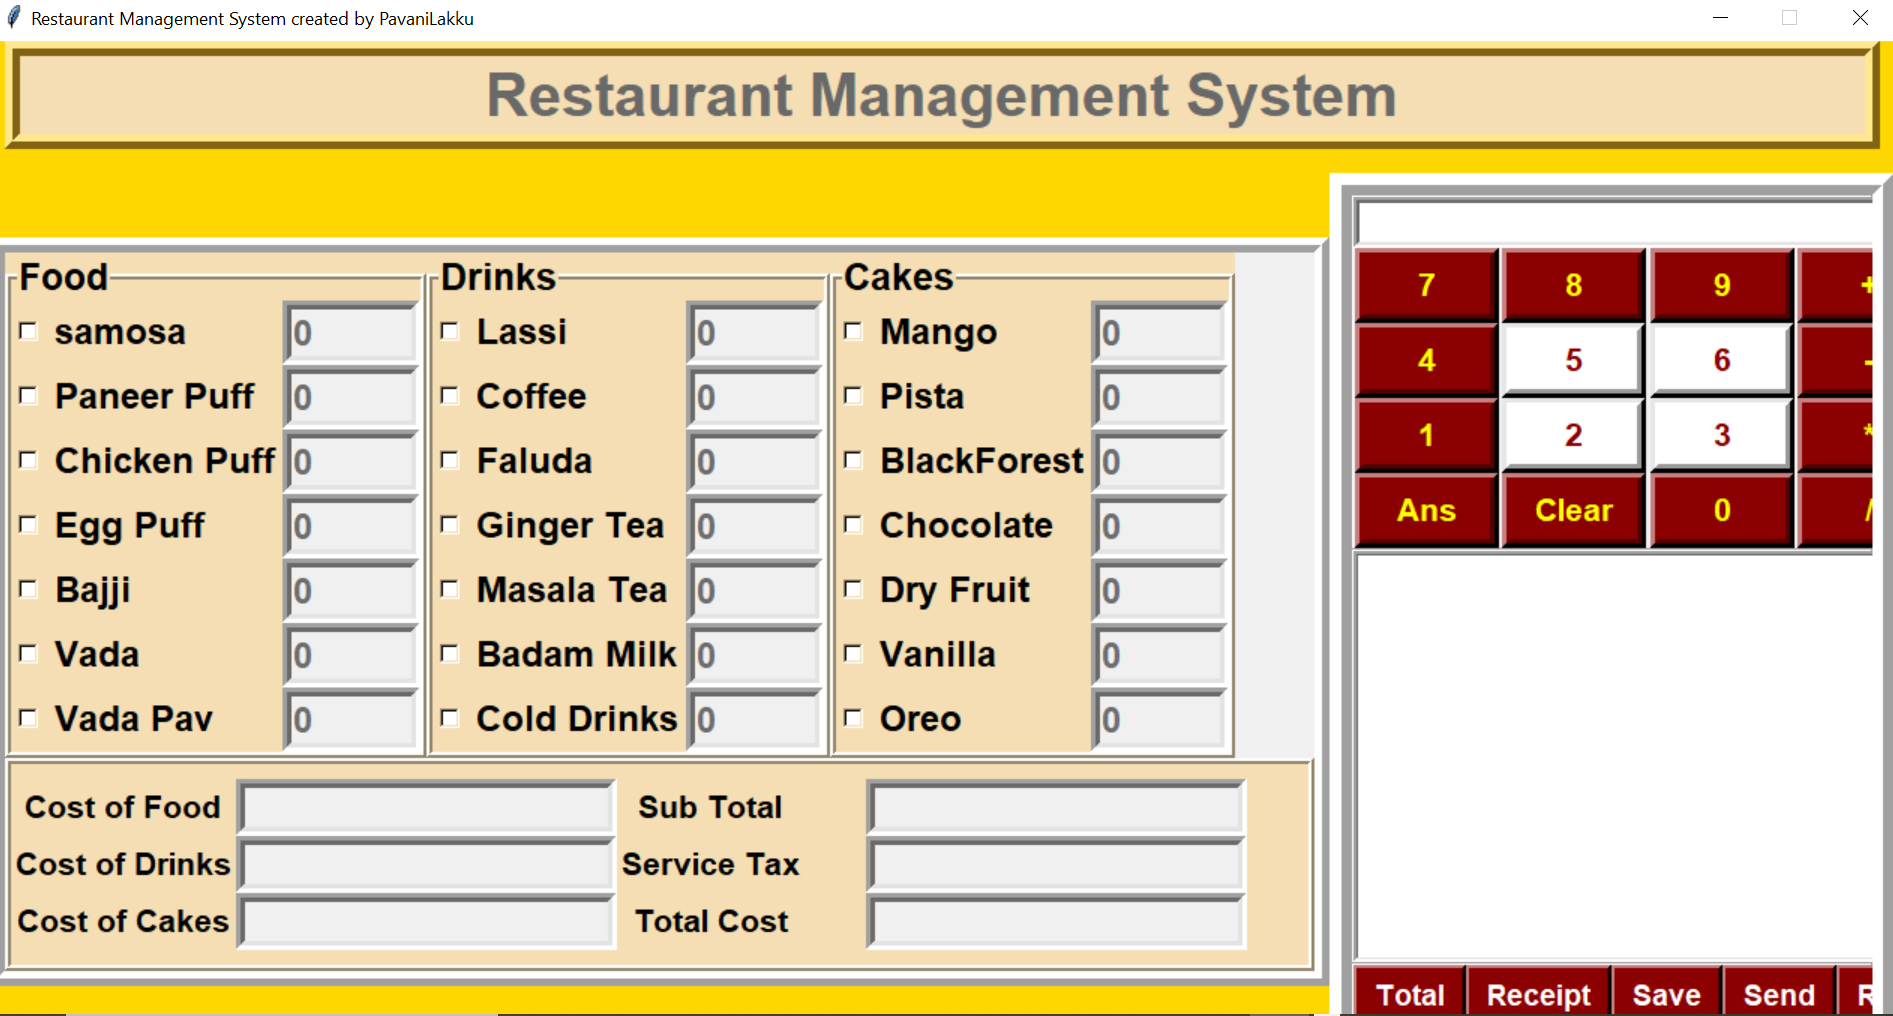 Restaurant Management System created by PavaniLakku
Restaurant Management System
Food
samosa 0
Paneer Puff 0
Chicken Puff 0
Egg Puff 0
Bajji 0
Vada 0
Vada Pav 0
Drinks
Lassi 0
Coffee 0
Faluda 0
Ginger Tea 0
Masala Tea 0
Badam Milk 0
Cold Drinks 0
Cakes
Mango 0
Pista 0
BlackForest 0
Chocolate 0
Dry Fruit 0
Vanilla 0
Oreo 0
Cost of Food Sub Total
Cost of Drinks Service Tax
Cost of Cakes Total Cost
7 8 9 +
4 5 6 -
1 2 3 *
Ans Clear 0 /
Total Receipt Save Send R